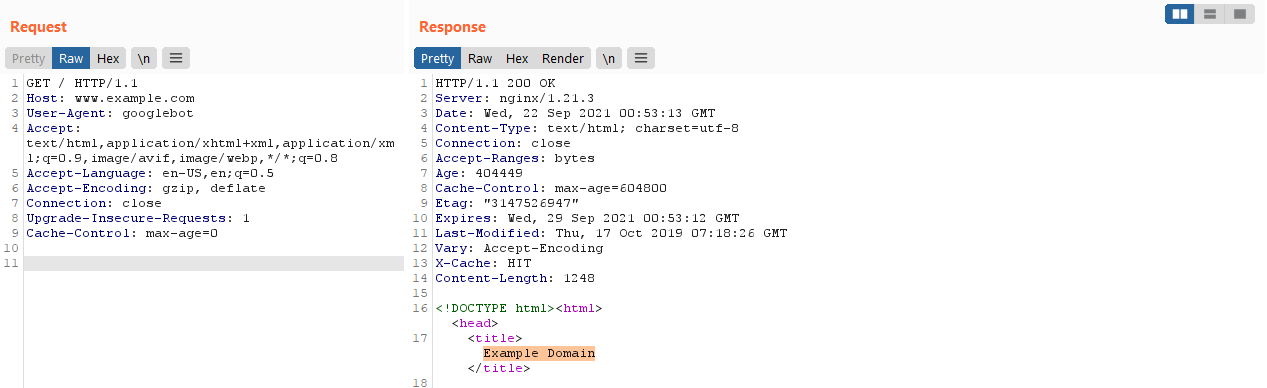 Request
Pretty Raw Hex \n
1 GET / HTTP/1.1
2 Host: www.example.com
3 User-Agent: googlebot
4 Accept:
text/html,application/xhtml+xml,application/xm
l;q=0.9,image/avif,image/webp,*/*;q=0.8
5 Accept-Language: en-US,en;q=0.5
6 Accept-Encoding: gzip, deflate
7 Connection: close
8 Upgrade-Insecure-Requests: 1
9 Cache-Control: max-age=0
10
11
Response
Pretty Raw Hex Render \n
1 HTTP/1.1 200 OK
2 Server: nginx/1.21.3
3 Date: Wed, 22 Sep 2021 00:53:13 GMT
4 Content-Type: text/html; charset=utf-8
5 Connection: close
6 Accept-Ranges: bytes
7 Age: 404449
8 Cache-Control: max-age=604800
9 Etag: "3147526947"
10 Expires: Wed, 29 Sep 2021 00:53:12 GMT
11 Last-Modified: Thu, 17 Oct 2019 07:18:26 GMT
12 Vary: Accept-Encoding
13 X-Cache: HIT
14 Content-Length: 1248
15
16 <!DOCTYPE html><html>
<head>
17 <title>
Example Domain
</title>
18